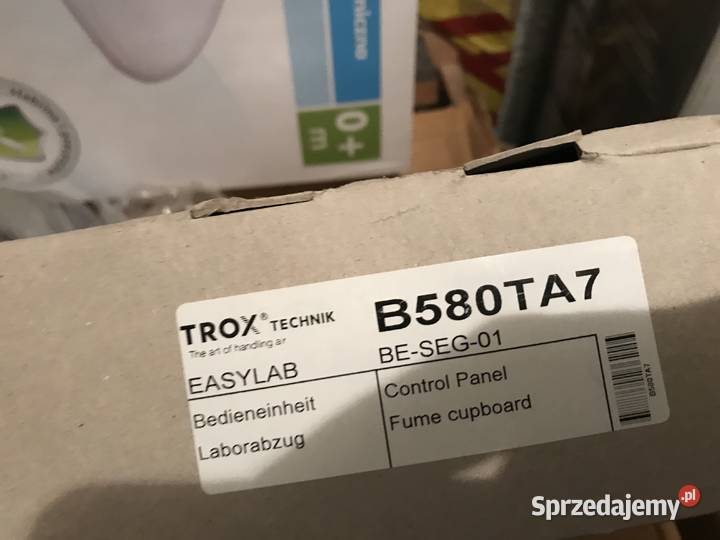 0+
m
TROX® TECHNIK
The art of handling air
B580TA7
EASYLAB
BE-SEG-01
Bedieneinheit
Laborabzug
Control Panel
Fume cupboard
B580TA7
Sprzedajemy.pl